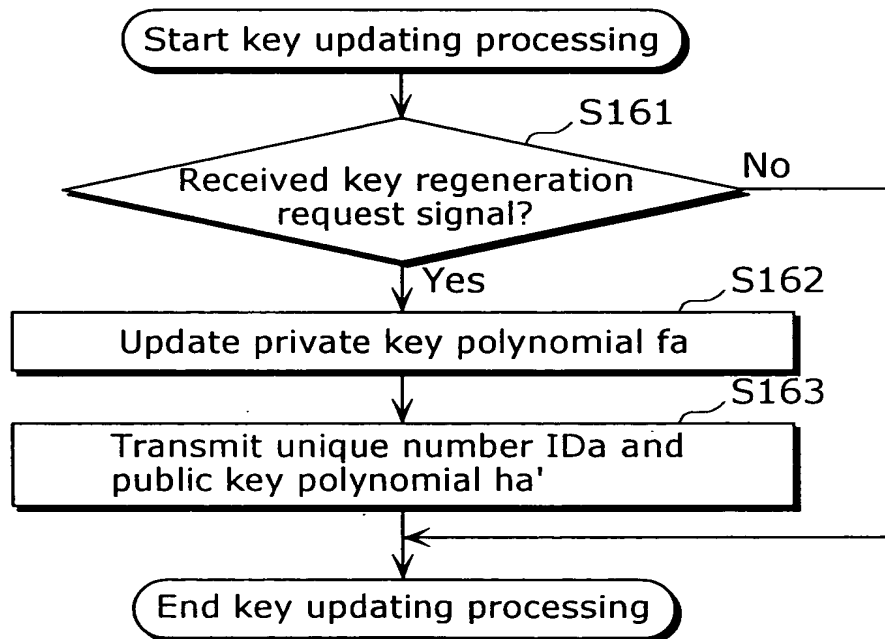 Start key updating processing
S161
Received key regeneration
request signal?
No
Yes
S162
Update private key polynomial fa
S163
Transmit unique number IDa and
public key polynomial ha'
End key updating processing